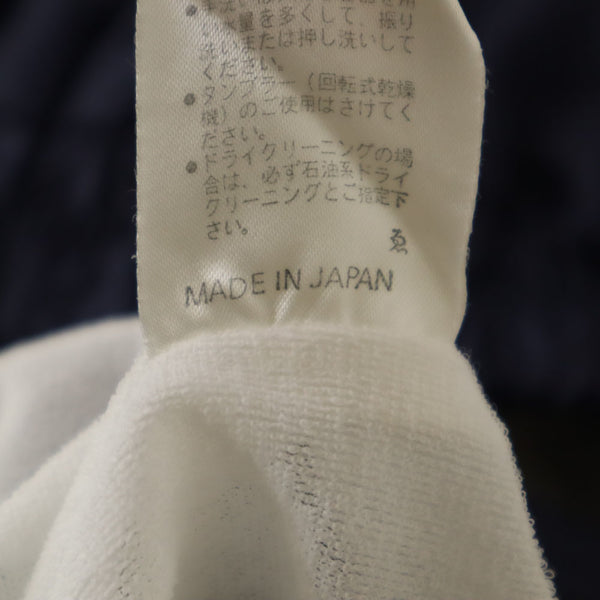 水量を多くして、振り
洗いまたは押し洗いして
ください。
●タンブラー（回転式乾燥
機）のご使用はさけてく
ださい。
●ドライクリーニングの場
合は、必ず石油系ドライ
クリーニングとご指定下
さい。
ゑ
MADE IN JAPAN